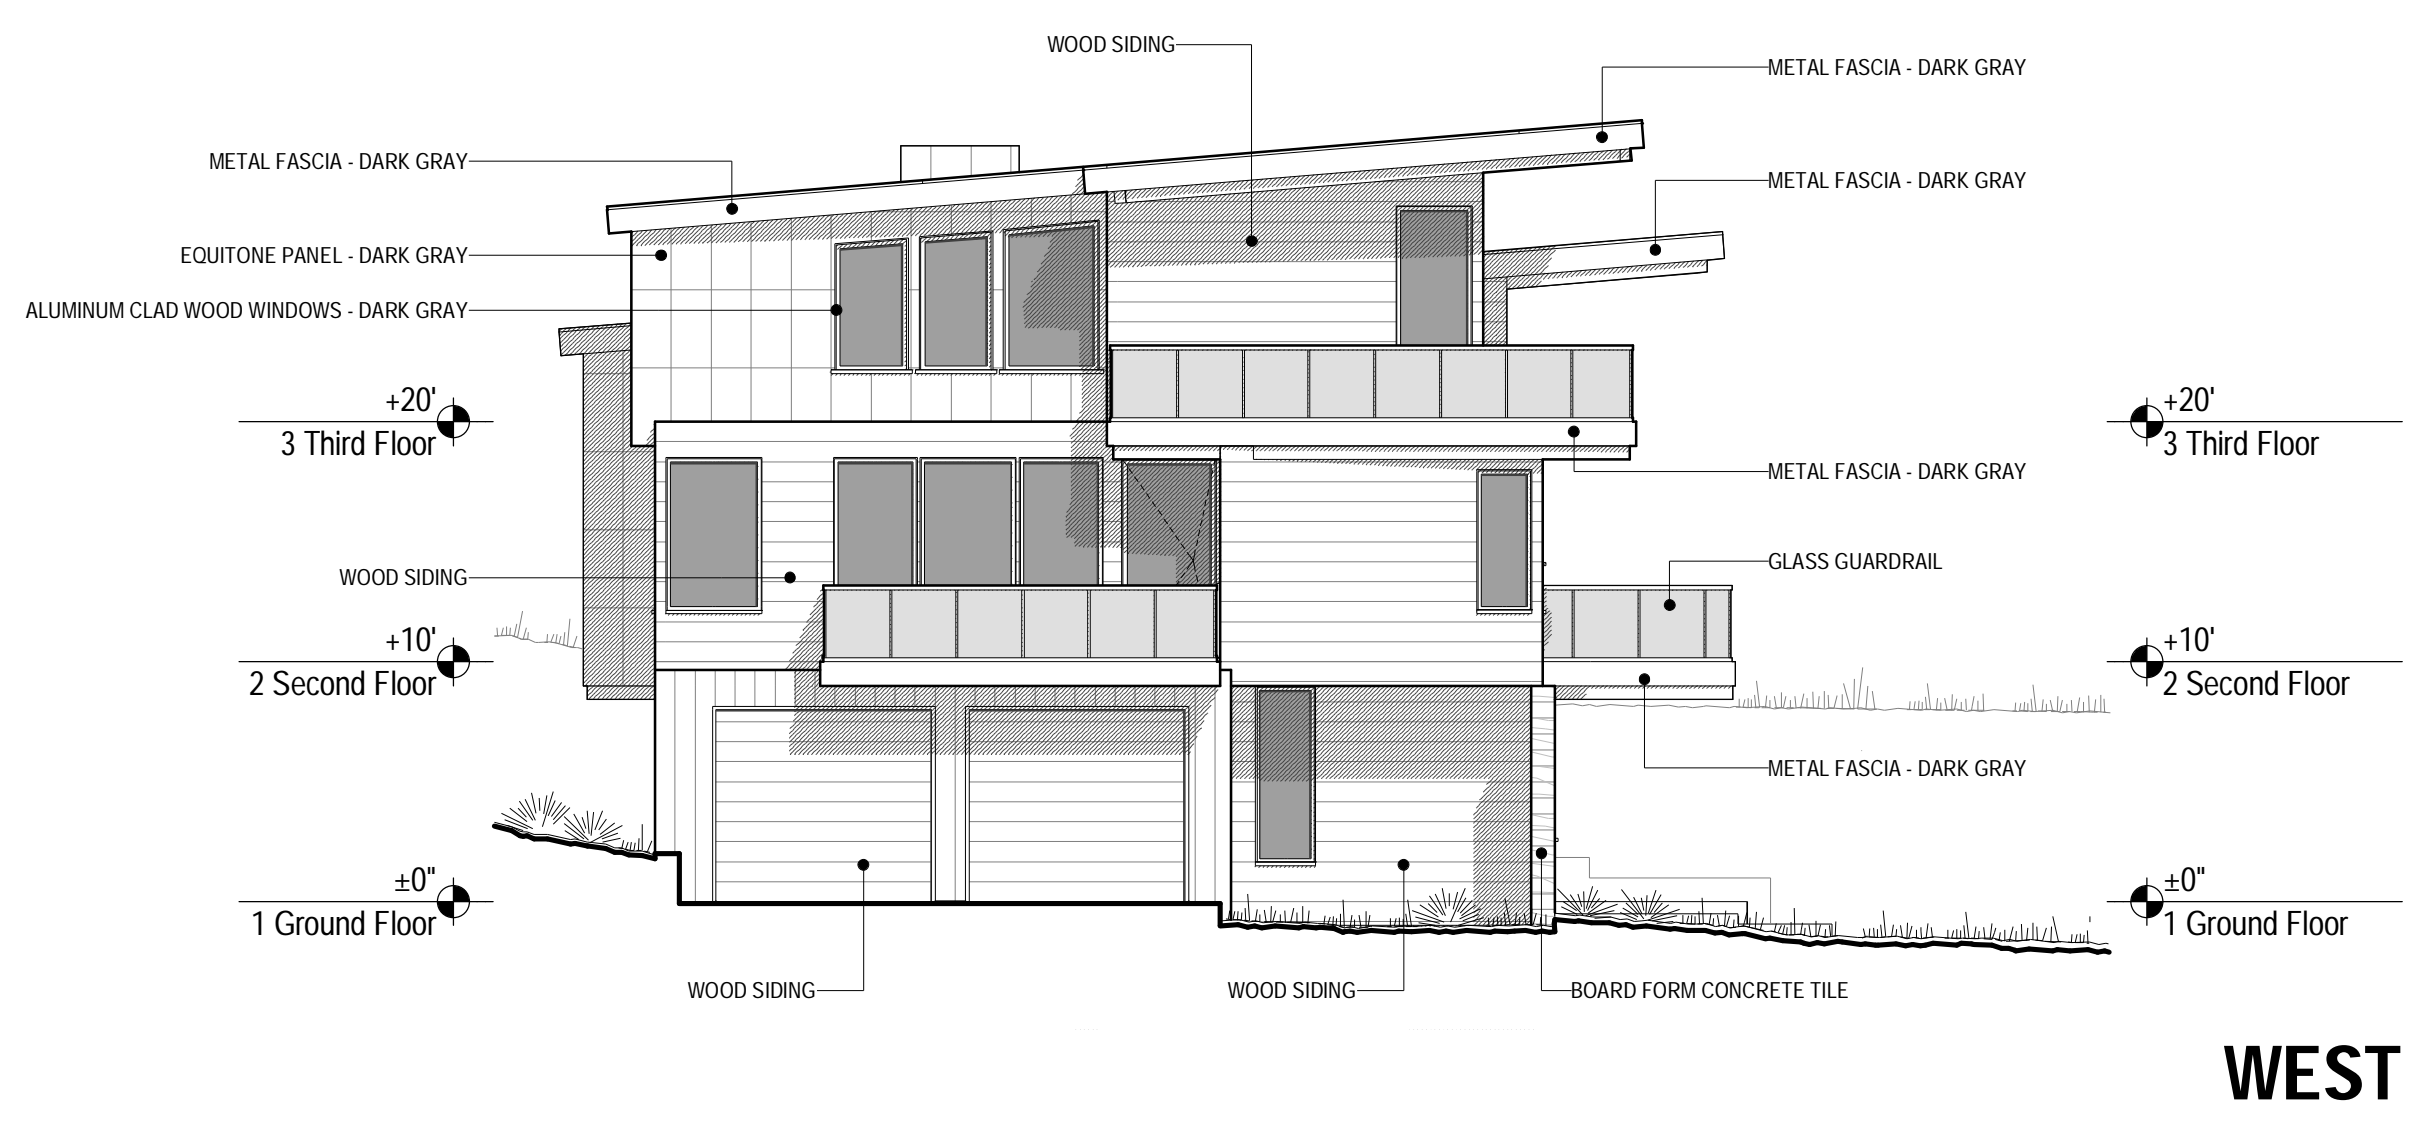 WOOD SIDING
METAL FASCIA - DARK GRAY
METAL FASCIA - DARK GRAY
METAL FASCIA - DARK GRAY
EQUITONE PANEL - DARK GRAY
ALUMINUM CLAD WOOD WINDOWS - DARK GRAY
+20'
3 Third Floor
+20'
3 Third Floor
METAL FASCIA - DARK GRAY
GLASS GUARDRAIL
WOOD SIDING
+10'
2 Second Floor
+10'
2 Second Floor
METAL FASCIA - DARK GRAY
±0"
1 Ground Floor
±0"
1 Ground Floor
WOOD SIDING
WOOD SIDING
BOARD FORM CONCRETE TILE
WEST